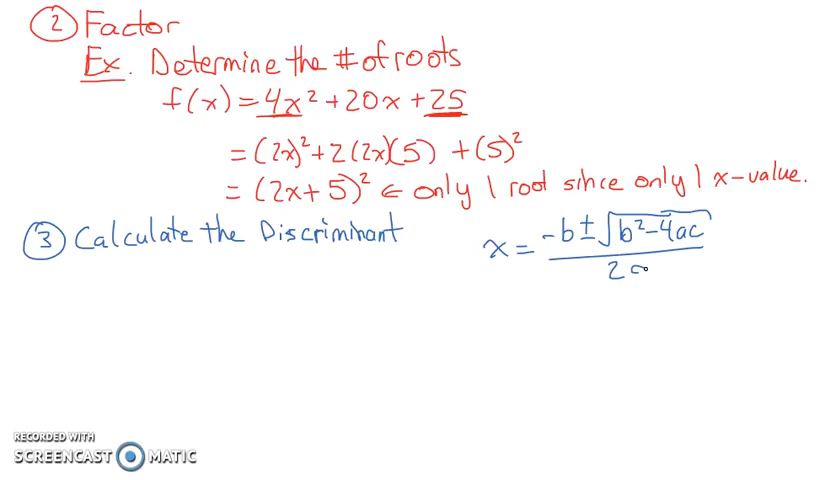 ② Factor
Ex. Determine the # of roots
f(x) = 4x² + 20x + 25
= (2x)² + 2(2x)(5) + (5)²
= (2x + 5)² ← only 1 root since only 1 x-value.
③ Calculate the Discriminant
x = -b ± √b² - 4ac
2
RECORDED WITH
SCREENCAST MATIC